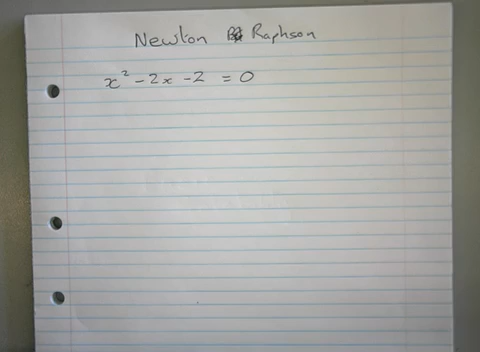 Newton Raphson
x² - 2x - 2 = 0